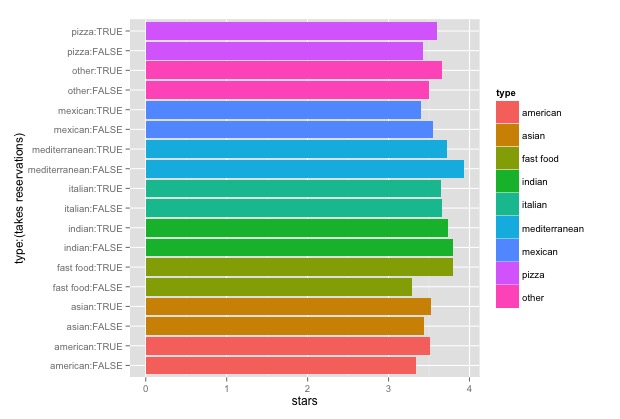 type:(takes reservations)
pizza:TRUE
pizza:FALSE
other:TRUE
other:FALSE
mexican:TRUE
mexican:FALSE
mediterranean:TRUE
mediterranean:FALSE
italian:TRUE
italian:FALSE
indian:TRUE
indian:FALSE
fast food:TRUE
fast food:FALSE
asian:TRUE
asian:FALSE
american:TRUE
american:FALSE
0 1 2 3 4
stars
type
american
asian
fast food
indian
italian
mediterranean
mexican
pizza
other